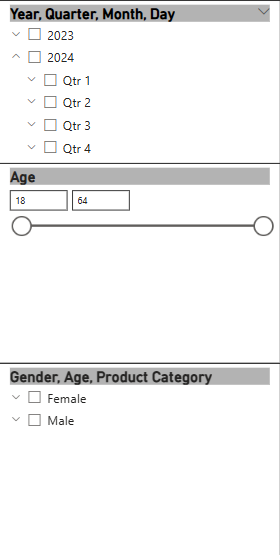 Year, Quarter, Month, Day
2023
2024
Qtr 1
Qtr 2
Qtr 3
Qtr 4
Age
18 64
Gender, Age, Product Category
Female
Male